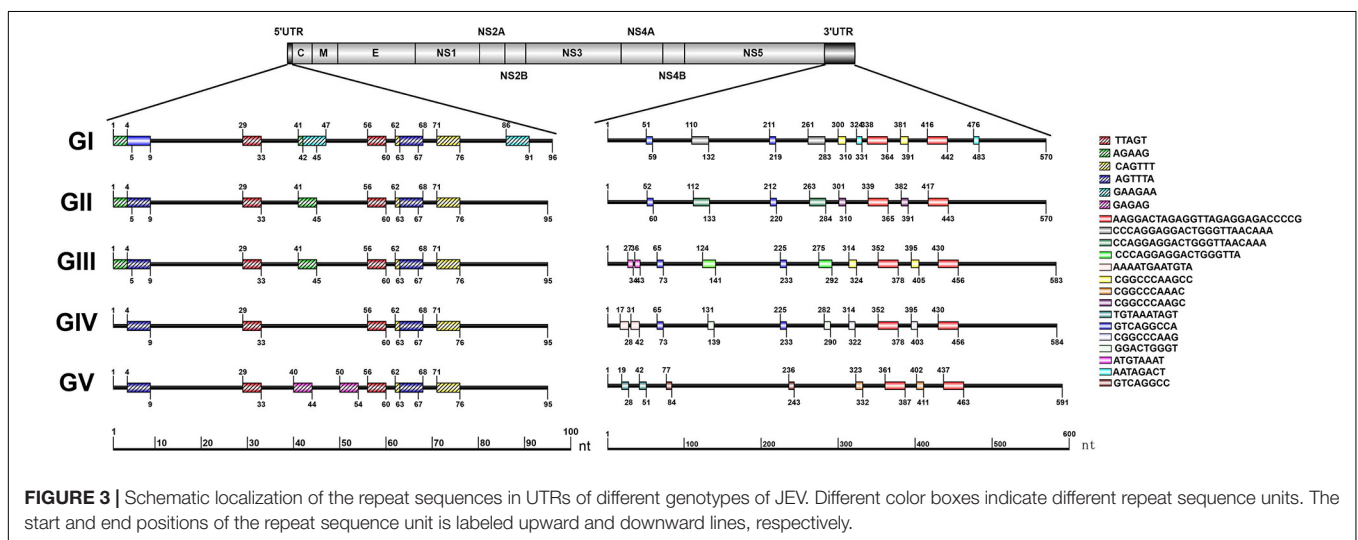 5'UTR NS2A NS4A 3'UTR
C M E NS1 NS3 NS5
NS2B NS4B
1 4 29 41 47 56 62 68 71 86
GI
5 9 33 42 45 60 63 67 76 91 96
1 51 110 211 261 300 324 338 381 416 476
59 132 219 283 310 331 364 391 442 483 570
1 4 29 41 56 62 68 71
GII
5 9 33 45 60 63 67 76 95
1 52 112 212 263 301 339 382 417
60 133 220 284 310 365 391 443 570
1 4 29 41 56 62 68 71
GIII
5 9 33 45 60 63 67 76 95
1 27 36 65 124 225 275 314 352 395 430
34 43 73 141 233 292 324 378 405 456 583
1 4 29 56 62 68 71
GIV
9 33 60 63 67 76 95
1 17 31 65 131 225 282 314 352 395 430
28 42 73 139 233 290 322 378 403 456 584
1 4 29 40 50 56 62 68 71
GV
9 33 44 54 60 63 67 76 95
1 19 42 77 236 323 361 402 437
28 51 84 243 332 387 411 463 591
1 10 20 30 40 50 60 70 80 90 100 nt
1 100 200 300 400 500 600 nt
TTAGT
AGAAG
CAGTTT
AGTTTA
GAAGAA
GAGAG
AAGGACTAGAGGTTAGAGGAGACCCCG
CCCAGGAGGACTGGGTTAACAAA
CCAGGAGGACTGGGTTAACAAA
CCCAGGAGGACTGGGTTA
AAAATGAATGTA
CGGCCCAAGCC
CGGCCCAAAC
CGGCCCAAGC
TGTAAATAGT
GTCAGGCCA
CGGCCCAAG
GGACTGGGT
ATGTAAAT
AATAGACT
GTCAGGCC
FIGURE 3 | Schematic localization of the repeat sequences in UTRs of different genotypes of JEV. Different color boxes indicate different repeat sequence units. The
start and end positions of the repeat sequence unit is labeled upward and downward lines, respectively.